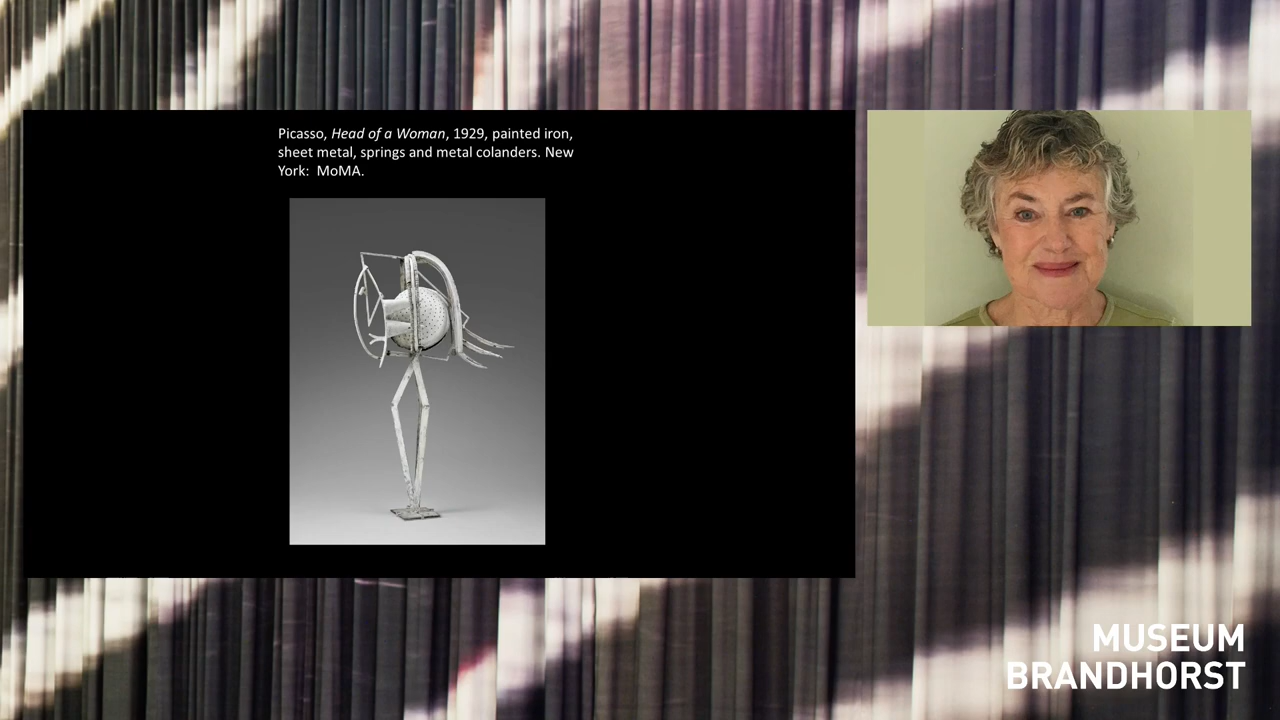 Picasso, Head of a Woman, 1929, painted iron,
sheet metal, springs and metal colanders. New
York:  MoMA.
MUSEUM
BRANDHORST